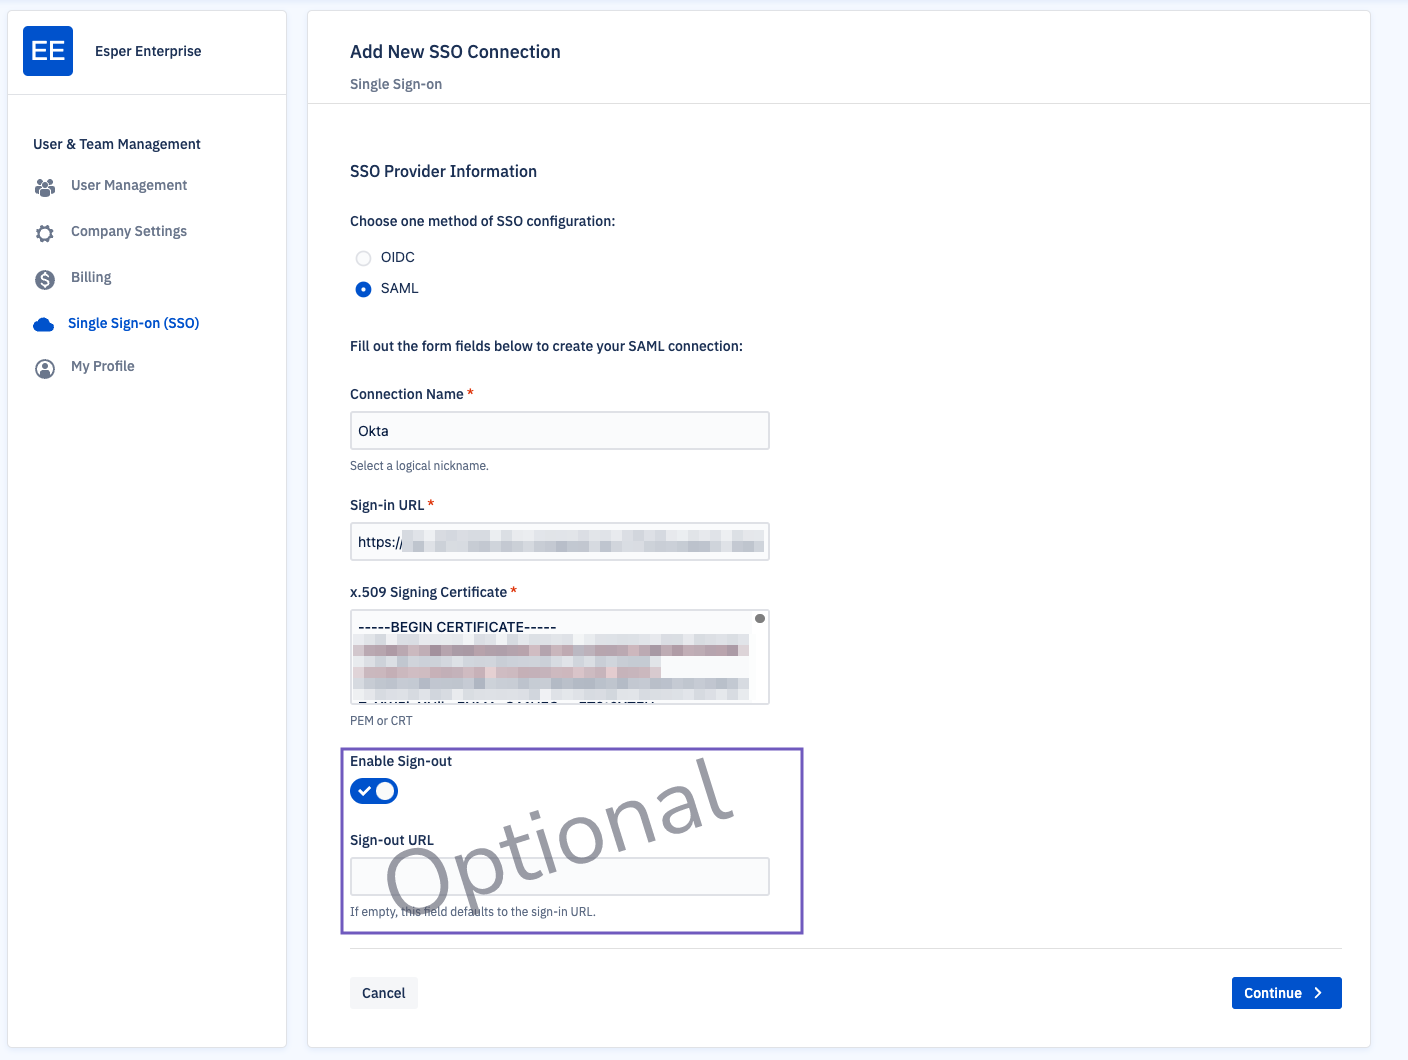 EE
Esper Enterprise
User & Team Management
User Management
Company Settings
Billing
Single Sign-on (SSO)
My Profile
Add New SSO Connection
Single Sign-on
SSO Provider Information
Choose one method of SSO configuration:
OIDC
SAML
Fill out the form fields below to create your SAML connection:
Connection Name *
Okta
Select a logical nickname.
Sign-in URL *
https://
x.509 Signing Certificate *
-----BEGIN CERTIFICATE-----
PEM or CRT
Enable Sign-out
Optional
Sign-out URL
If empty, this field defaults to the sign-in URL.
Cancel
Continue